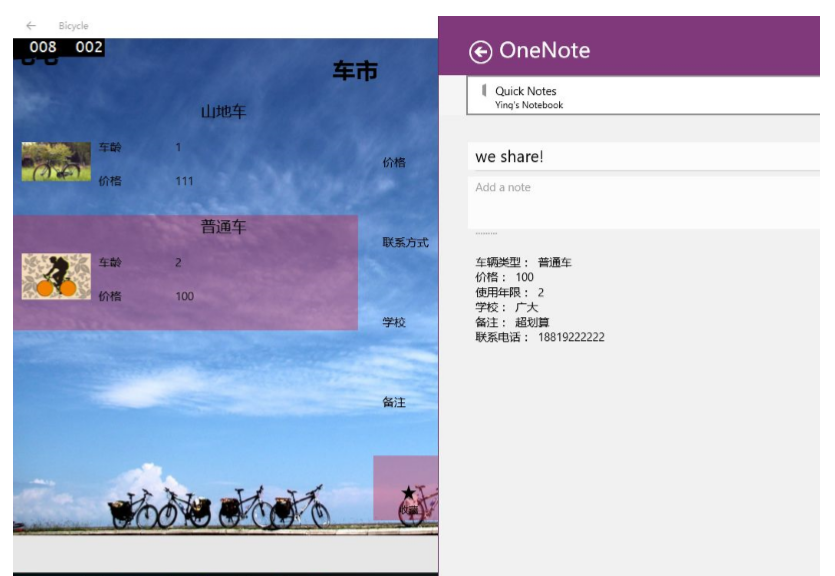 Bicycle
008 002
车市
山地车
车龄 1
价格 111
价格
普通车
联系方式
车龄 2
价格 100
学校
备注
收藏
OneNote
Quick Notes
Ying's Notebook
we share!
Add a note
车辆类型： 普通车
价格： 100
使用年限： 2
学校： 广大
备注： 超划算
联系电话： 18819222222